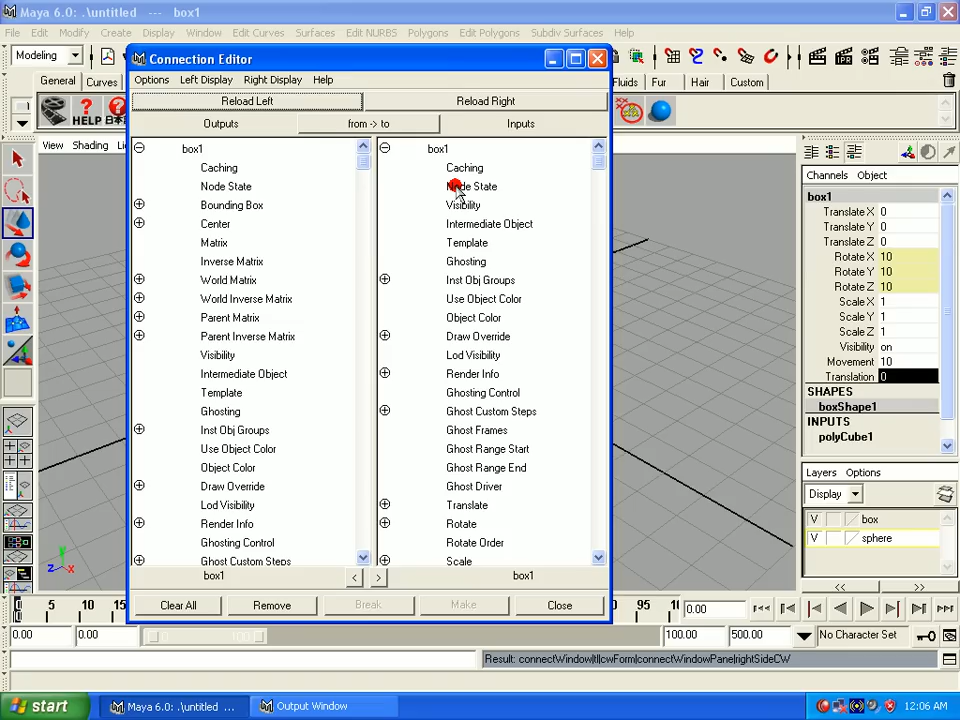 Maya 6.0: .\untitled --- box1
File Edit Modify Create Display Window Edit Curves Surfaces Edit NURBS Polygons Edit Polygons Subdiv Surfaces Help
Modeling
General Curves Fluids Fur Hair Custom
HELP
View Shading
Connection Editor
Options Left Display Right Display Help
Reload Left Reload Right
Outputs from -> to Inputs
box1
Caching
Node State
Bounding Box
Center
Matrix
Inverse Matrix
World Matrix
World Inverse Matrix
Parent Matrix
Parent Inverse Matrix
Visibility
Intermediate Object
Template
Ghosting
Inst Obj Groups
Use Object Color
Object Color
Draw Override
Lod Visibility
Render Info
Ghosting Control
Ghost Custom Steps
box1
Caching
Node State
Visibility
Intermediate Object
Template
Ghosting
Inst Obj Groups
Use Object Color
Object Color
Draw Override
Lod Visibility
Render Info
Ghosting Control
Ghost Custom Steps
Ghost Frames
Ghost Range Start
Ghost Range End
Ghost Driver
Translate
Rotate
Rotate Order
Scale
box1 < > box1
Clear All Remove Break Make Close
Channels Object
box1
Translate X 0
Translate Y 0
Translate Z 0
Rotate X 10
Rotate Y 10
Rotate Z 10
Scale X 1
Scale Y 1
Scale Z 1
Visibility on
Movement 10
Translation 0
SHAPES
boxShape1
INPUTS
polyCube1
Layers Options
Display
V box
V sphere
<< >>
y
z x
5 10 15 95 10 0.00
0.00 0.00 0.00 100 100.00 500.00 No Character Set
Result: connectWindow|tl|cwForm|connectWindowPane|rightSideCW
start Maya 6.0: .\untitled ... Output Window 12:06 AM